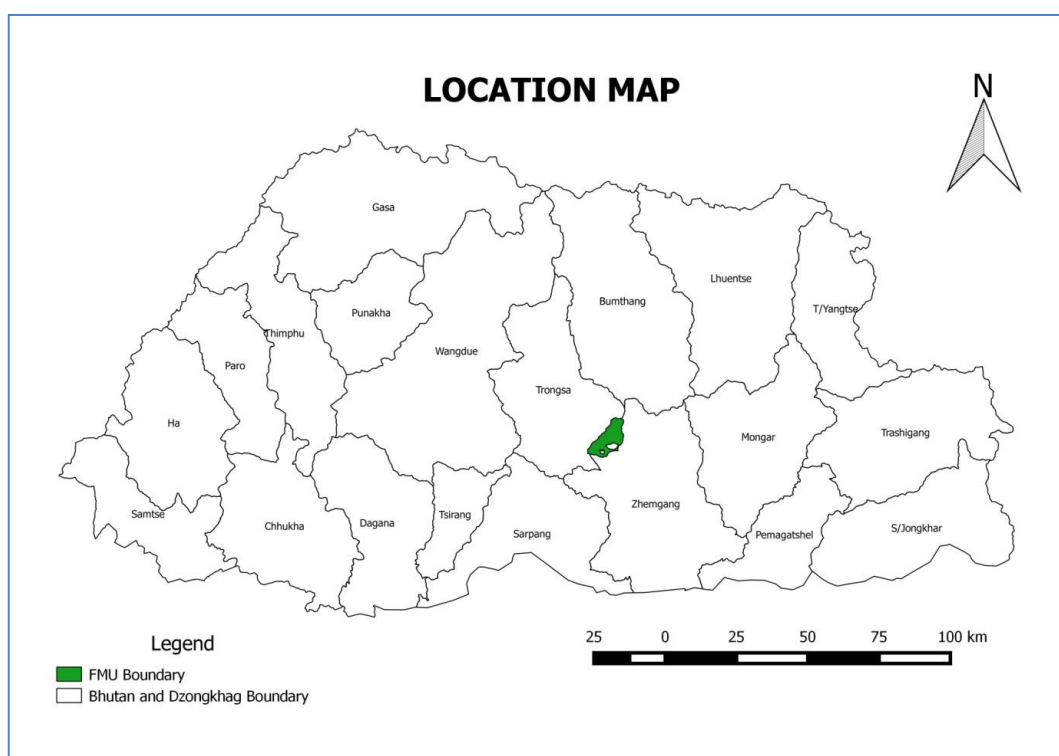 LOCATION MAP
N
Gasa
Lhuentse
Bumthang
T/Yangtse
Punakha
Thimphu
Wangdue
Paro
Trongsa
Ha
Mongar
Trashigang
Zhemgang
Samtse
Chhukha
Dagana
Tsirang
Sarpang
Pemagatshel
S/Jongkhar
Legend
FMU Boundary
Bhutan and Dzongkhag Boundary
25 0 25 50 75 100 km